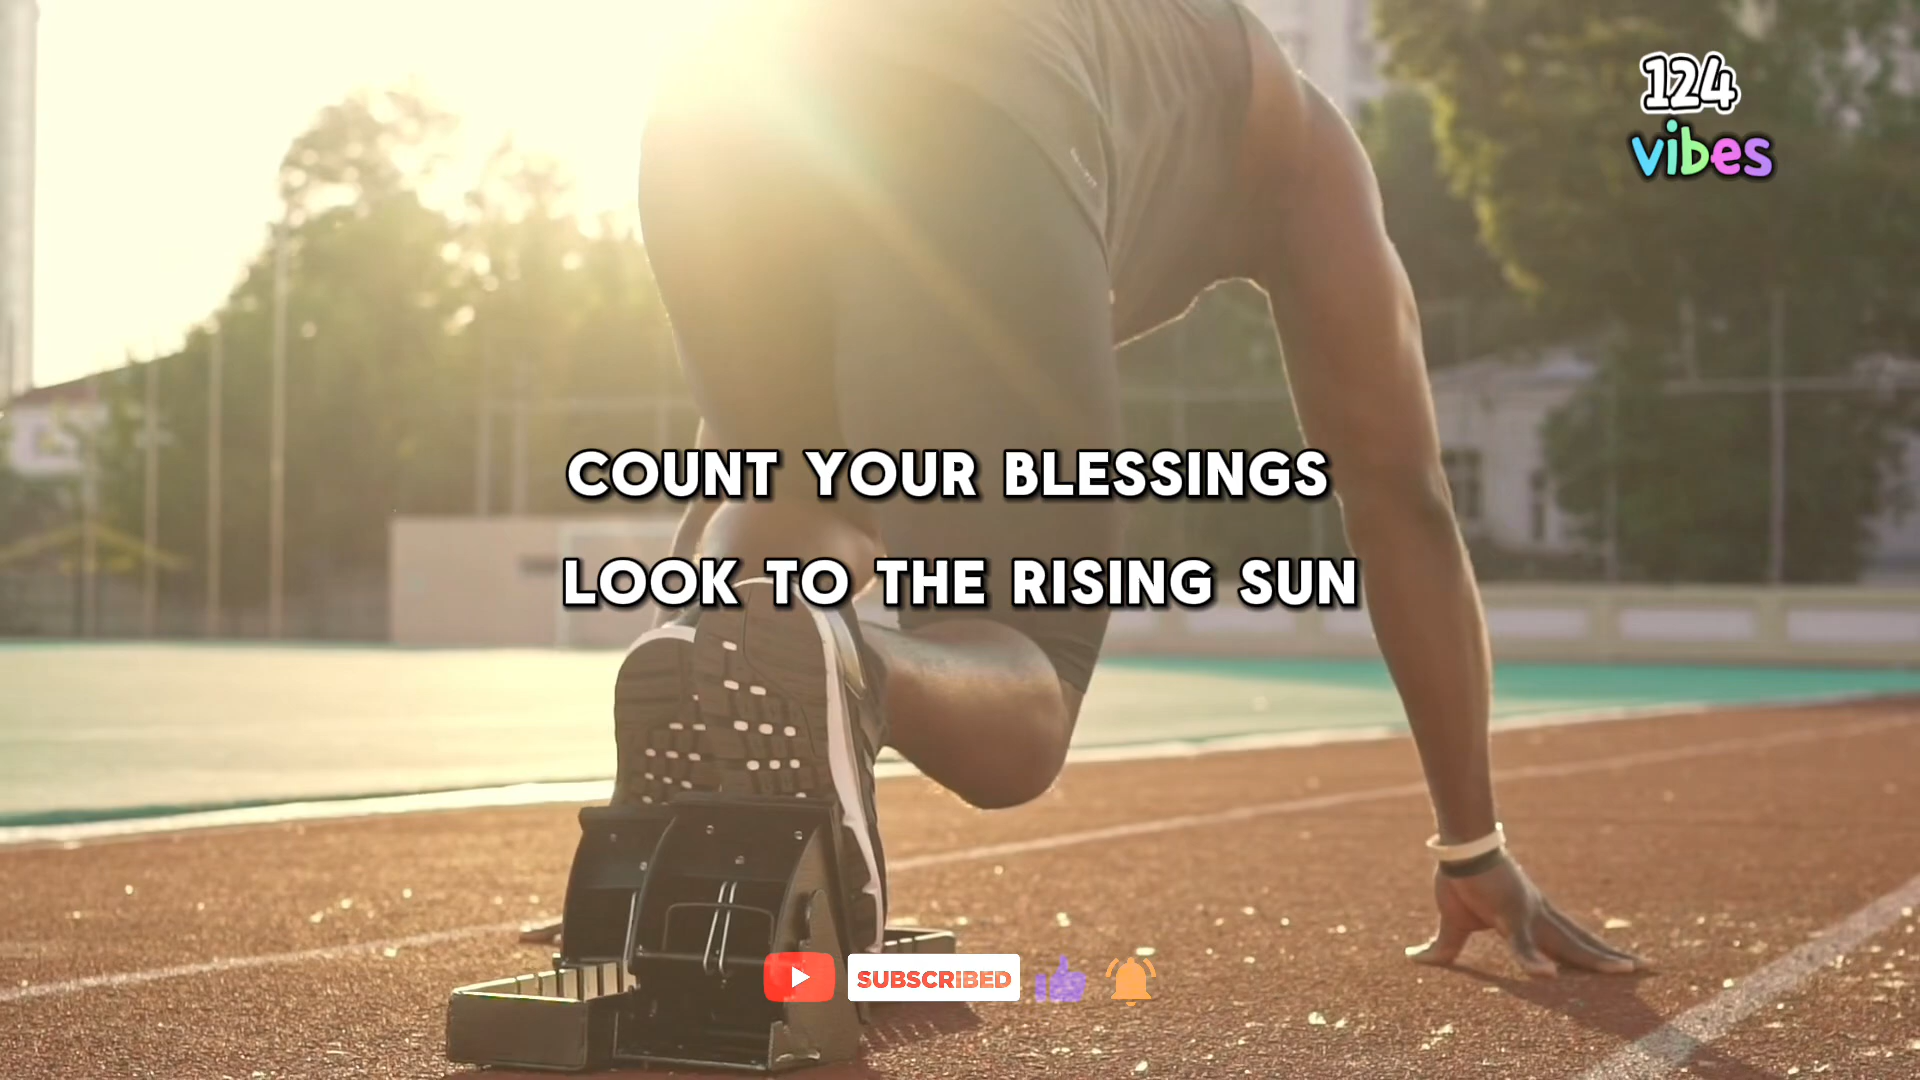 124
vibes
COUNT YOUR BLESSINGS
LOOK TO THE RISING SUN
SUBSCRIBED